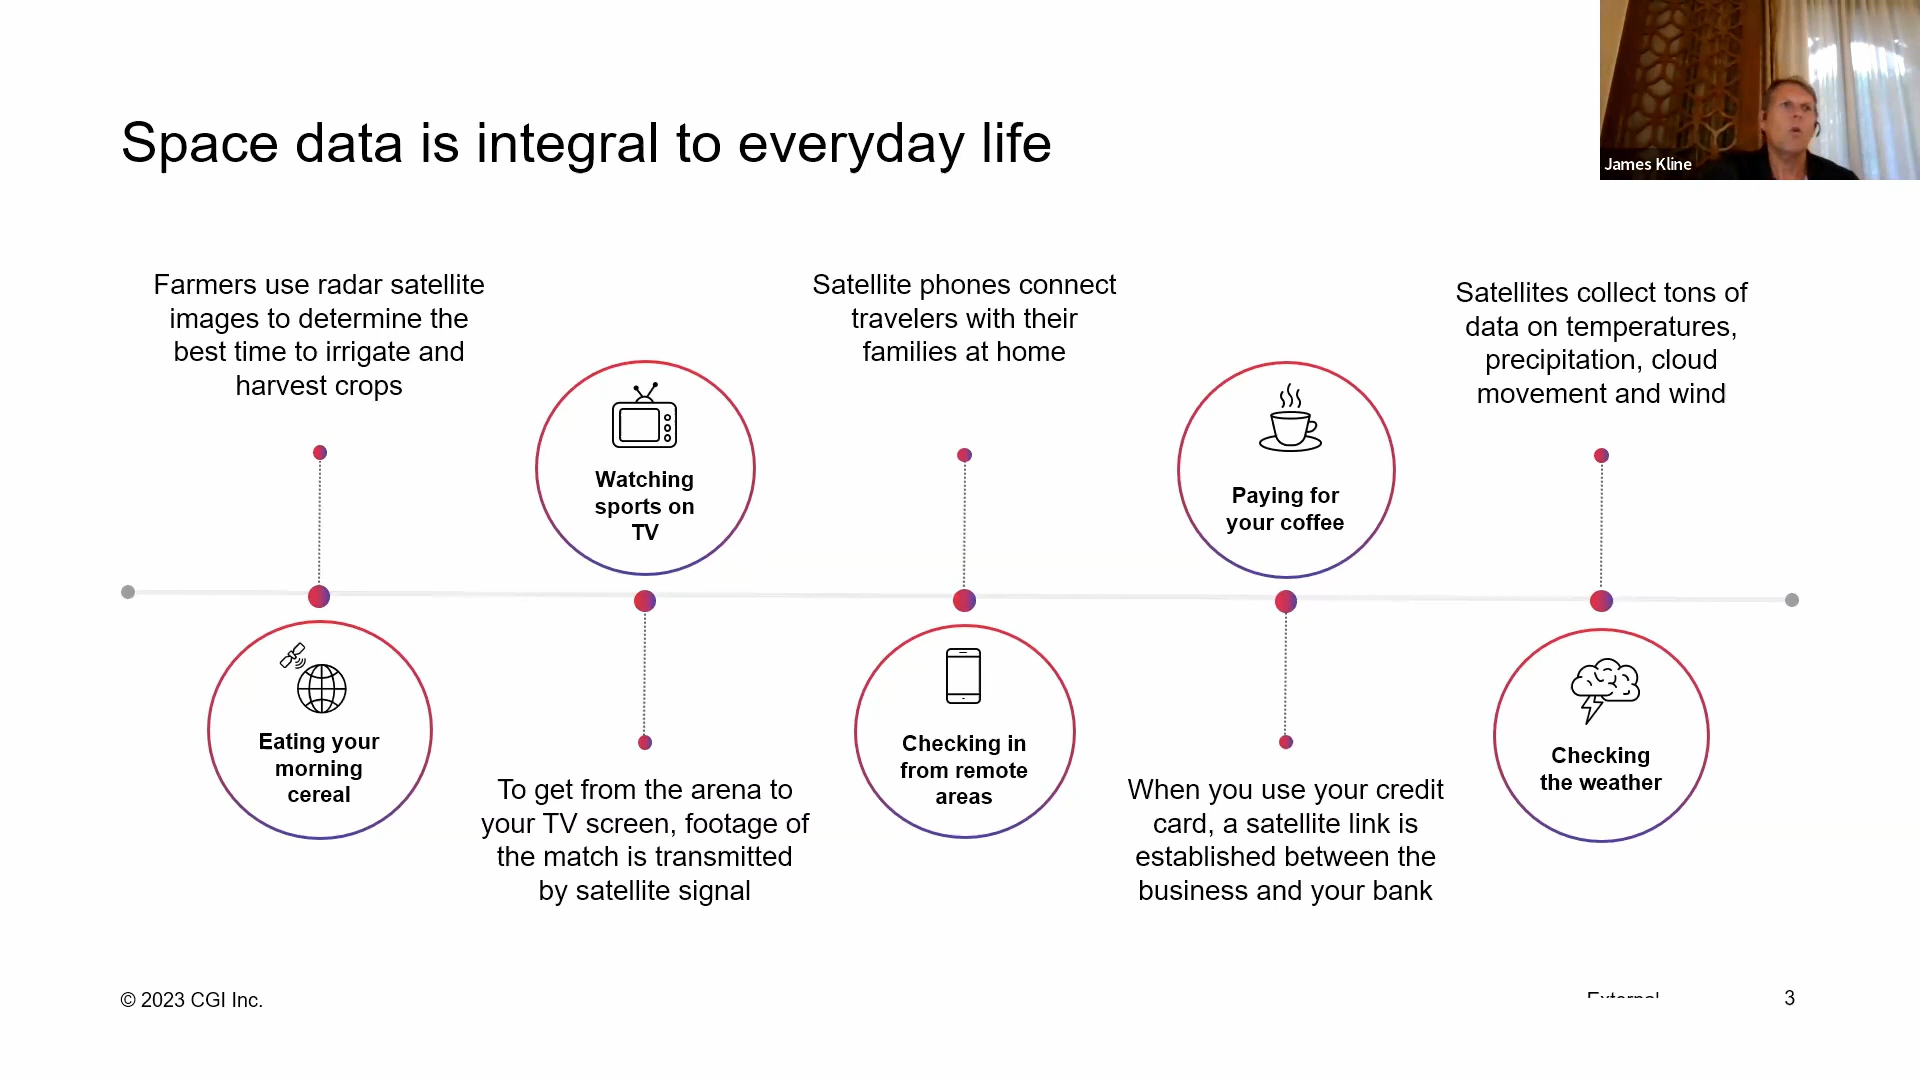 Space data is integral to everyday life
James Kline
Farmers use radar satellite
images to determine the
best time to irrigate and
harvest crops
Eating your
morning
cereal
Watching
sports on
TV
To get from the arena to
your TV screen, footage of
the match is transmitted
by satellite signal
Satellite phones connect
travelers with their
families at home
Checking in
from remote
areas
Paying for
your coffee
When you use your credit
card, a satellite link is
established between the
business and your bank
Satellites collect tons of
data on temperatures,
precipitation, cloud
movement and wind
Checking
the weather
© 2023 CGI Inc.
External
3